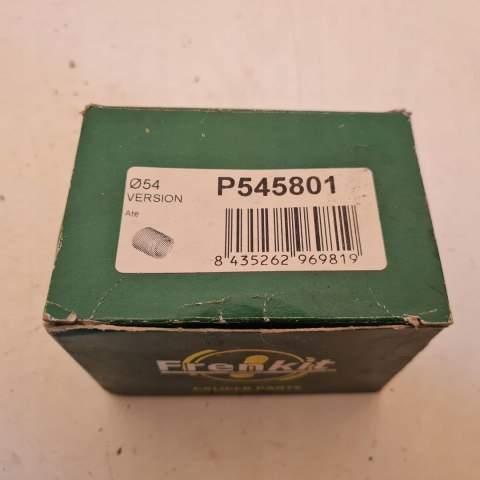 Ø54
VERSION
Ate
P545801
8 435262 969819
Frenkit
CALIPER PARTS